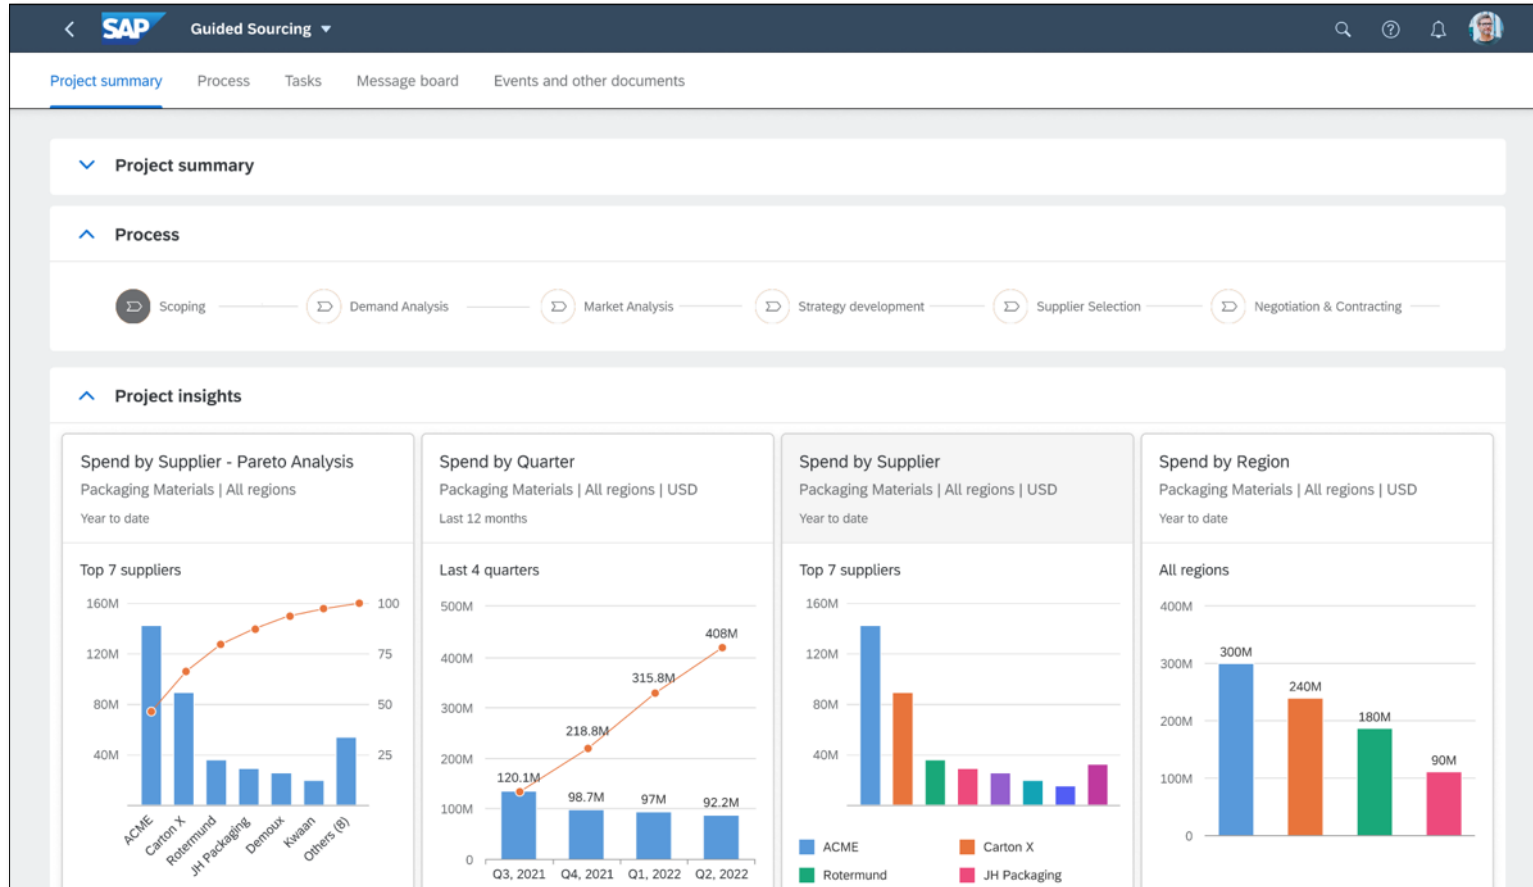 SAP Guided Sourcing
Project summary Process Tasks Message board Events and other documents
Project summary
Process
Scoping Demand Analysis Market Analysis Strategy development Supplier Selection Negotiation & Contracting
Project insights
Spend by Supplier - Pareto Analysis
Packaging Materials | All regions
Year to date
Top 7 suppliers
160M 100
120M 75
80M 50
40M 25
ACME Carton X Rotermund JH Packaging Demoux Kwaan Others (8)
Spend by Quarter
Packaging Materials | All regions | USD
Last 12 months
Last 4 quarters
500M
408M
400M
315.8M
300M
218.8M
200M
120.1M
98.7M 97M 92.2M
100M
0
Q3, 2021 Q4, 2021 Q1, 2022 Q2, 2022
Spend by Supplier
Packaging Materials | All regions | USD
Year to date
Top 7 suppliers
160M
120M
80M
40M
ACME Carton X
Rotermund JH Packaging
Spend by Region
Packaging Materials | All regions | USD
Year to date
All regions
400M
300M
300M
240M
200M
180M
100M
90M
0